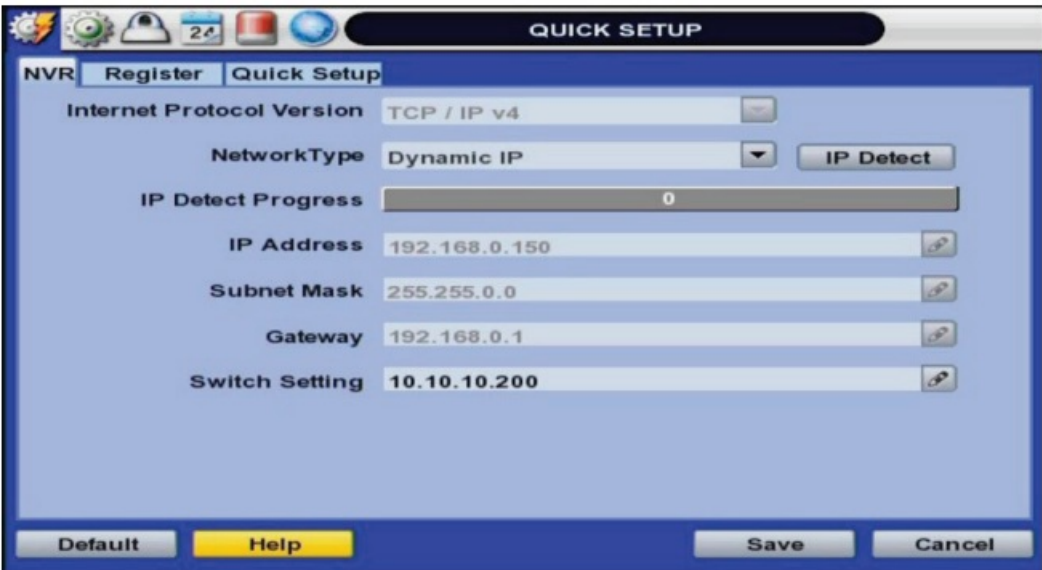 24
QUICK SETUP
NVR Register Quick Setup
Internet Protocol Version TCP / IP v4
NetworkType Dynamic IP IP Detect
IP Detect Progress 0
IP Address 192.168.0.150
Subnet Mask 255.255.0.0
Gateway 192.168.0.1
Switch Setting 10.10.10.200
Default Help Save Cancel